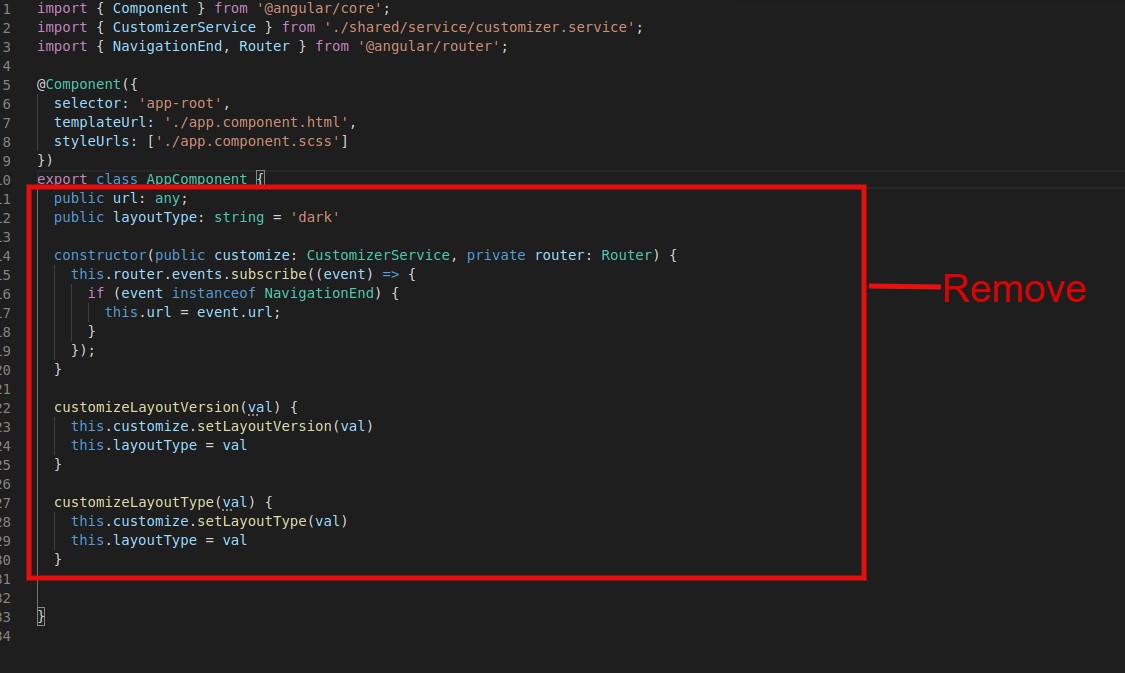 1 import { Component } from '@angular/core';
2 import { CustomizerService } from './shared/service/customizer.service';
3 import { NavigationEnd, Router } from '@angular/router';
4
5 @Component({
6   selector: 'app-root',
7   templateUrl: './app.component.html',
8   styleUrls: ['./app.component.scss']
9 })
10 export class AppComponent {
11   public url: any;
12   public layoutType: string = 'dark'
13
14   constructor(public customize: CustomizerService, private router: Router) {
15     this.router.events.subscribe((event) => {
16       if (event instanceof NavigationEnd) {
17         this.url = event.url;
18       }
19     });
20   }
21
22   customizeLayoutVersion(val) {
23     this.customize.setLayoutVersion(val)
24     this.layoutType = val
25   }
26
27   customizeLayoutType(val) {
28     this.customize.setLayoutType(val)
29     this.layoutType = val
30   }
31
32
33 }
34
Remove